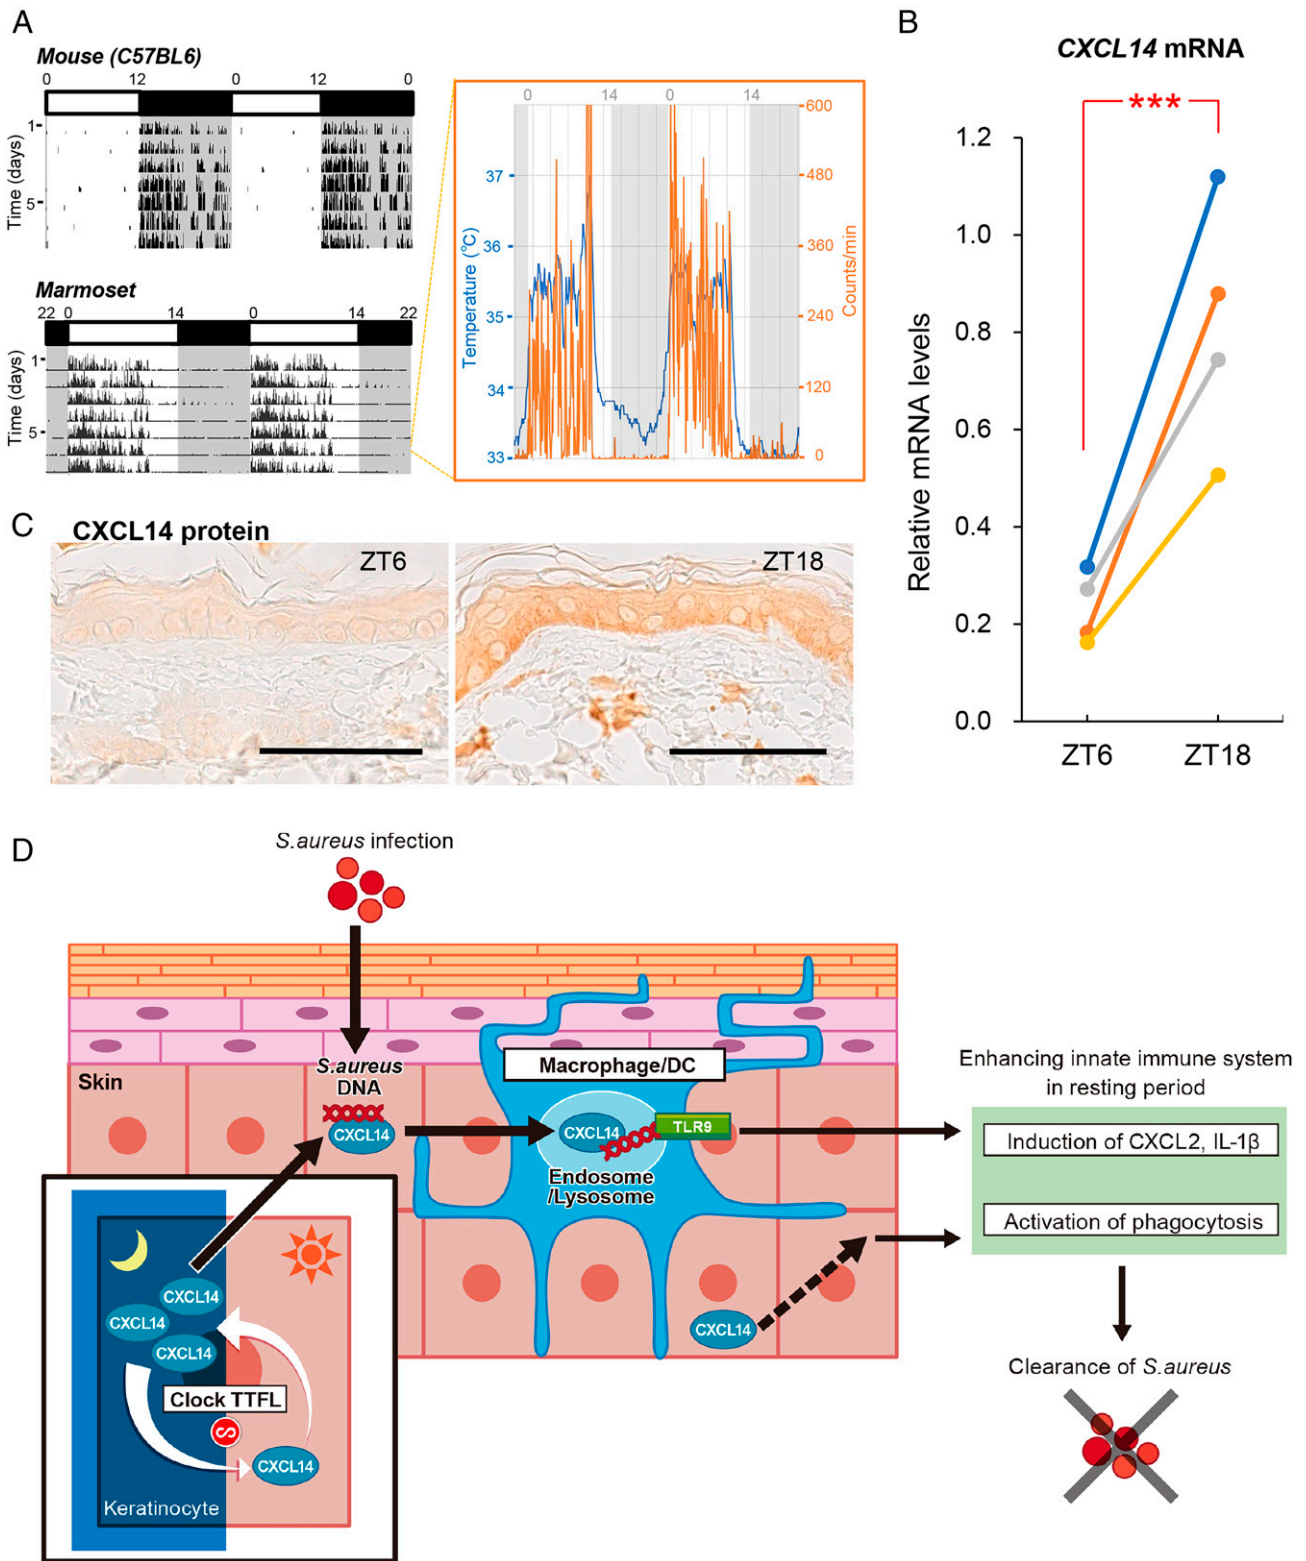 A
Mouse (C57BL6)
0 12 0 12 0
Time (days)
1
5
Marmoset
22 0 14 0 14 22
Time (days)
1
5
0 14 0 14
Temperature (°C)
37
36
35
34
33
600
480
360
240
120
0
Counts/min
B
CXCL14 mRNA
***
Relative mRNA levels
1.2
1.0
0.8
0.6
0.4
0.2
0.0
ZT6 ZT18
C
CXCL14 protein
ZT6
ZT18
D
S.aureus infection
Skin
S.aureus
DNA
CXCL14
Macrophage/DC
CXCL14
TLR9
Endosome
/Lysosome
CXCL14
CXCL14
CXCL14
CXCL14
Clock TTFL
S
CXCL14
Keratinocyte
Enhancing innate immune system
in resting period
Induction of CXCL2, IL-1β
Activation of phagocytosis
Clearance of S.aureus